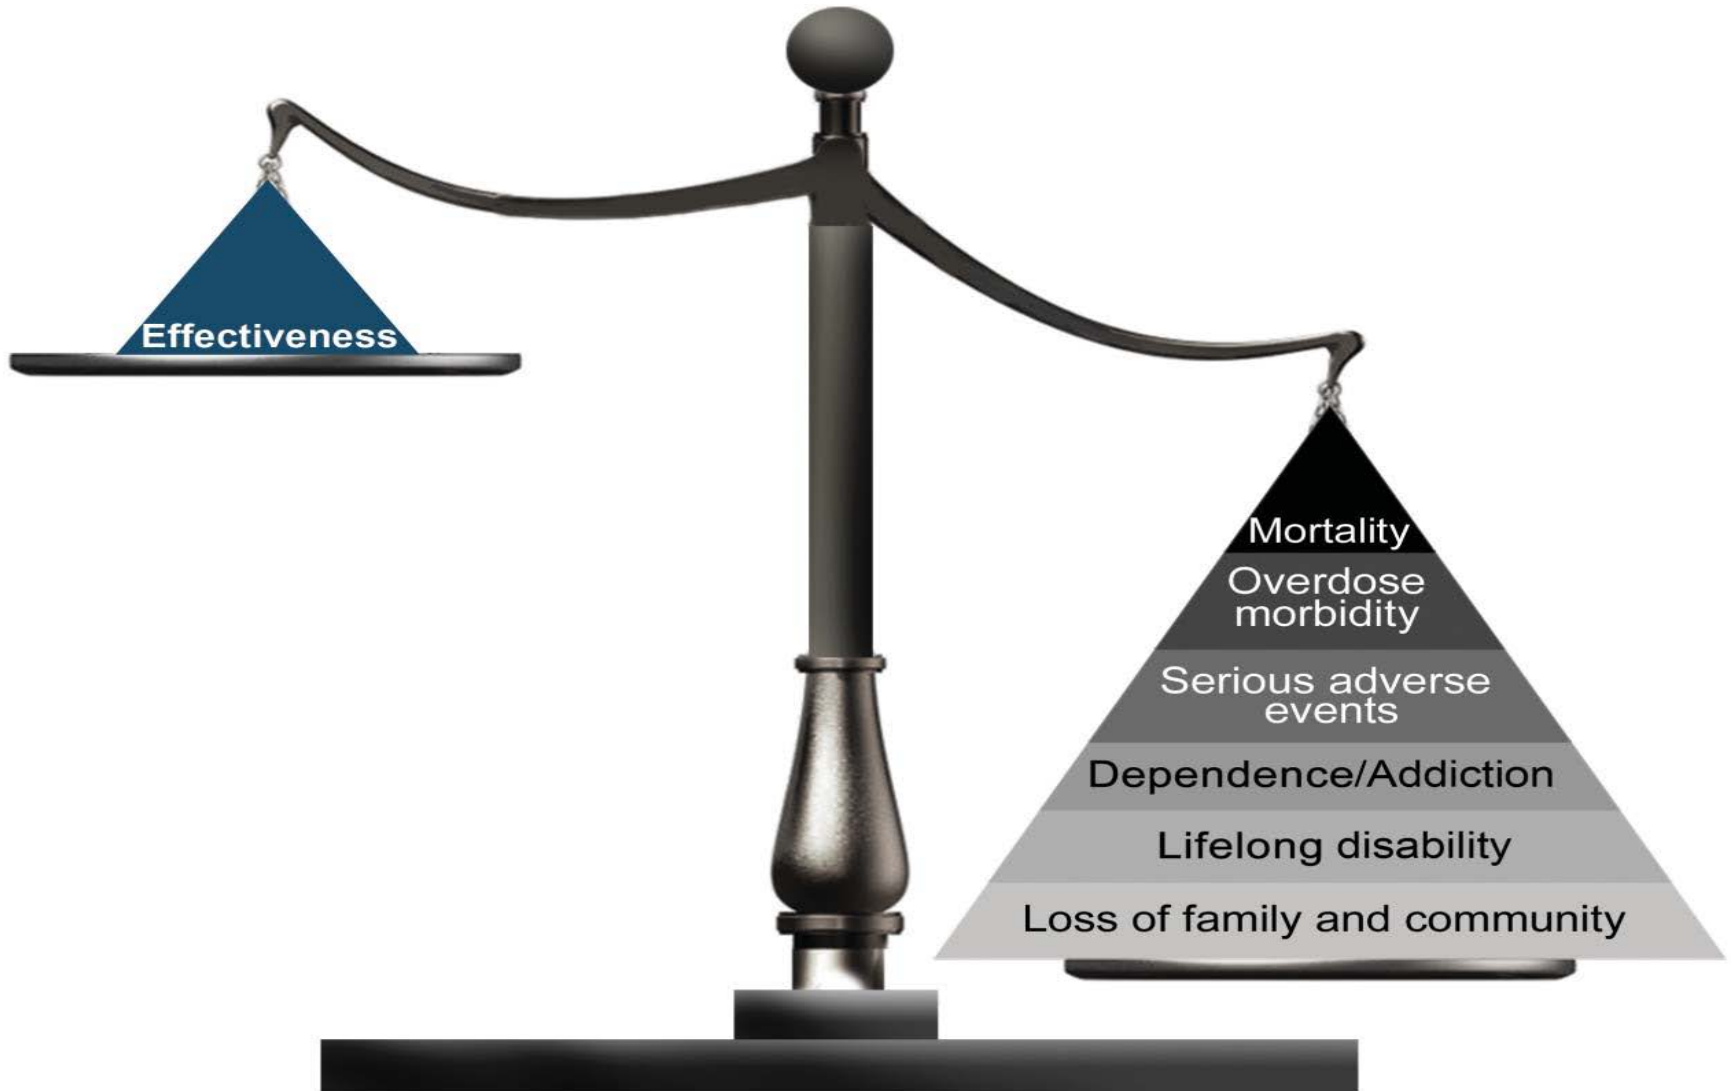 Effectiveness
Mortality
Overdose
morbidity
Serious adverse
events
Dependence/Addiction
Lifelong disability
Loss of family and community